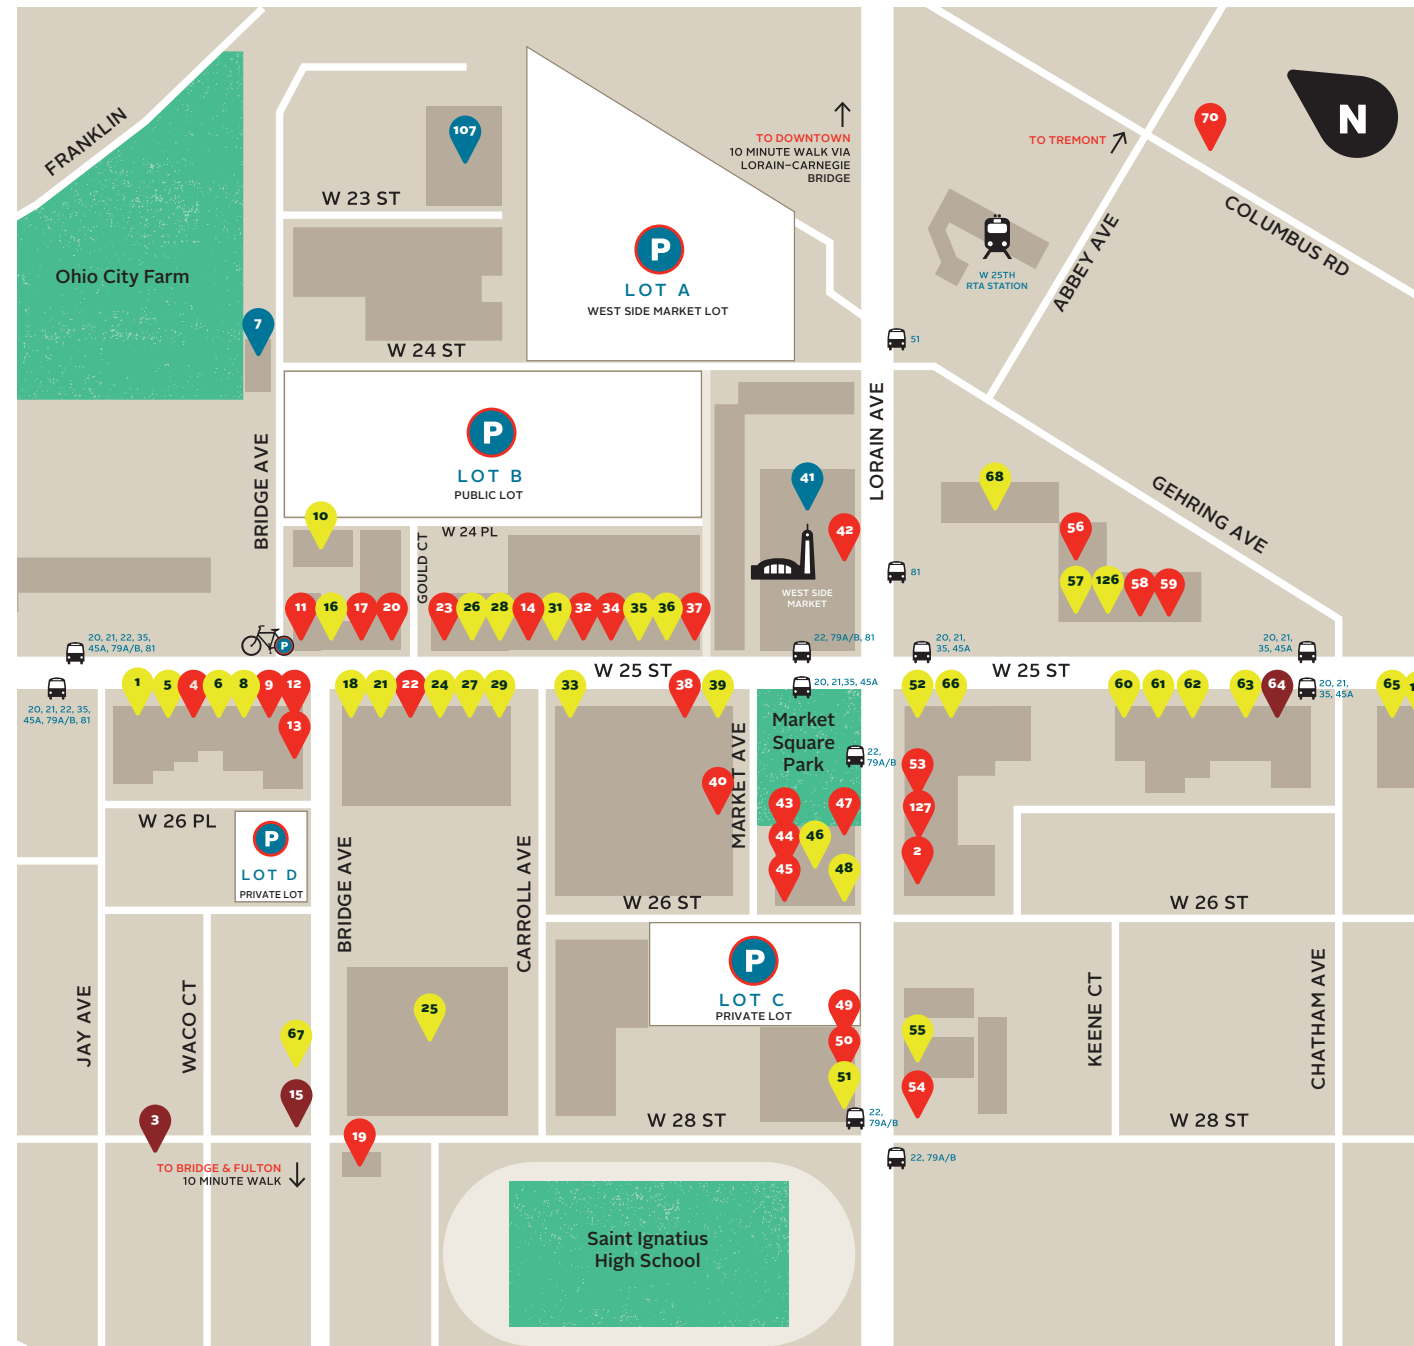 FRANKLIN
107
W 23 ST
Ohio City Farm
7
W 24 ST
P
LOT A
WEST SIDE MARKET LOT
TO DOWNTOWN
10 MINUTE WALK VIA
LORAIN–CARNEGIE
BRIDGE
TO TREMONT
70
N
COLUMBUS RD
ABBEY AVE
W 25TH
RTA STATION
51
BRIDGE AVE
P
LOT B
PUBLIC LOT
LORAIN AVE
41
42
WEST SIDE
MARKET
81
68
56
57
126
58
59
GEHRING AVE
10
W 24 PL
GOULD CT
11
16
17
20
23
26
28
14
31
32
34
35
36
37
20, 21, 22, 35,
45A, 79A/B, 81
P
W 25 ST
22, 79A/B, 81
20, 21,
35, 45A
W 25 ST
20, 21,
35, 45A
20, 21, 22, 35,
45A, 79A/B, 81
1
5
4
6
8
9
12
13
18
21
22
24
27
29
33
38
39
20, 21,35, 45A
52
66
60
61
62
63
64
20, 21,
35, 45A
65
Market
Square
Park
22,
79A/B
MARKET AVE
40
43
44
45
46
47
48
53
127
2
W 26 PL
P
LOT D
PRIVATE LOT
BRIDGE AVE
CARROLL AVE
W 26 ST
W 26 ST
P
LOT C
PRIVATE LOT
49
50
51
22,
79A/B
55
54
JAY AVE
WACO CT
67
15
3
25
19
KEENE CT
CHATHAM AVE
W 28 ST
W 28 ST
22, 79A/B
TO BRIDGE & FULTON
10 MINUTE WALK
Saint Ignatius
High School